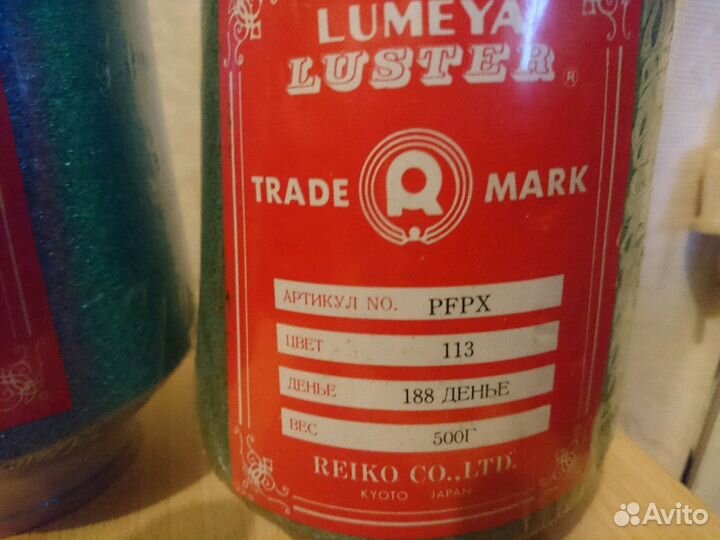 LUMEYA
LUSTER ®
TRADE R MARK
АРТИКУЛ NO. PFPX
ЦВЕТ 113
ДЕНЬЕ 188 ДЕНЬЕ
ВЕС 500Г
REIKO CO.,LTD.
KYOTO JAPAN
Avito